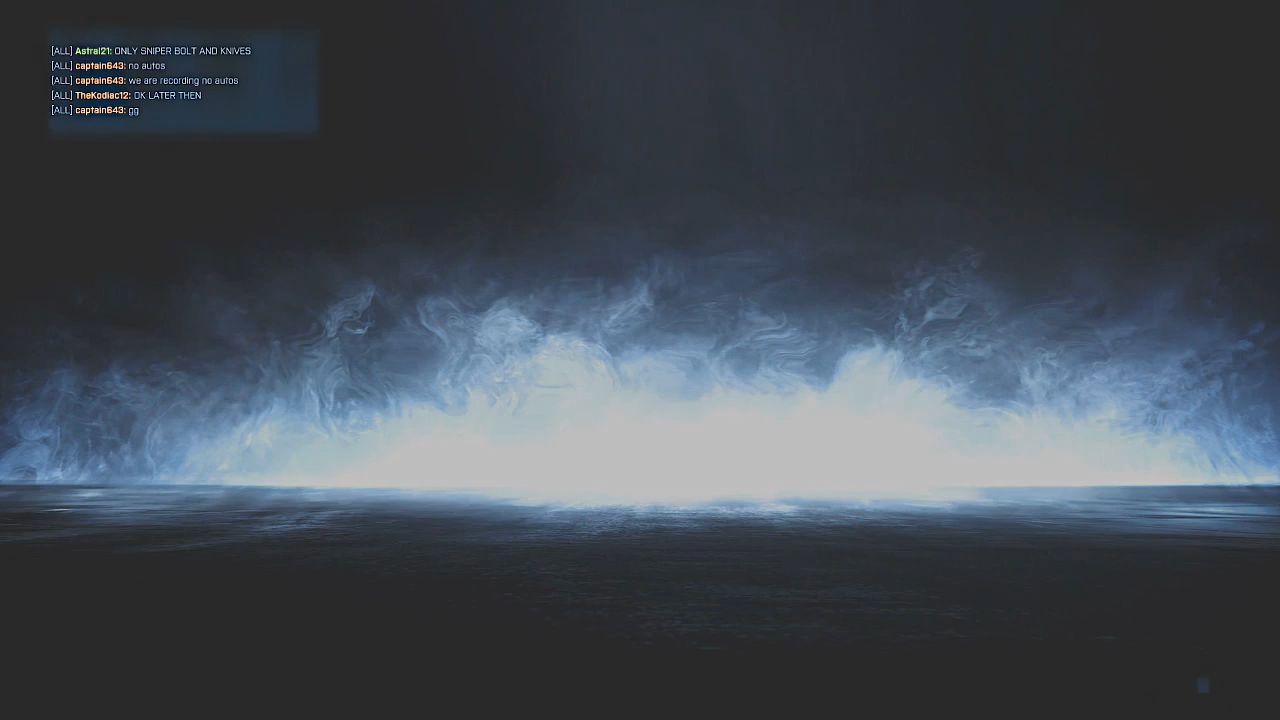 [ALL] Astral21: ONLY SNIPER BOLT AND KNIVES
[ALL] captain643: no autos
[ALL] captain643: we are recording no autos
[ALL] TheKodiac12: OK LATER THEN
[ALL] captain643: gg